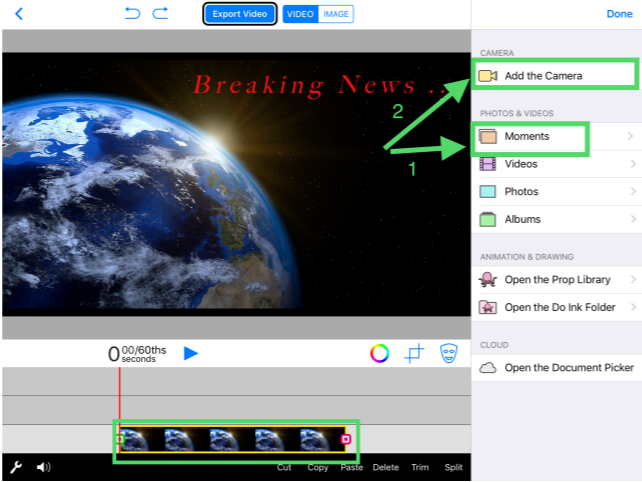 Export Video
VIDEO IMAGE
Done
Breaking News ..
CAMERA
Add the Camera
2
PHOTOS & VIDEOS
Moments
1
Videos
Photos
Albums
ANIMATION & DRAWING
Open the Prop Library
Open the Do Ink Folder
CLOUD
Open the Document Picker
0 00/60ths
seconds
Cut Copy Paste Delete Trim Split